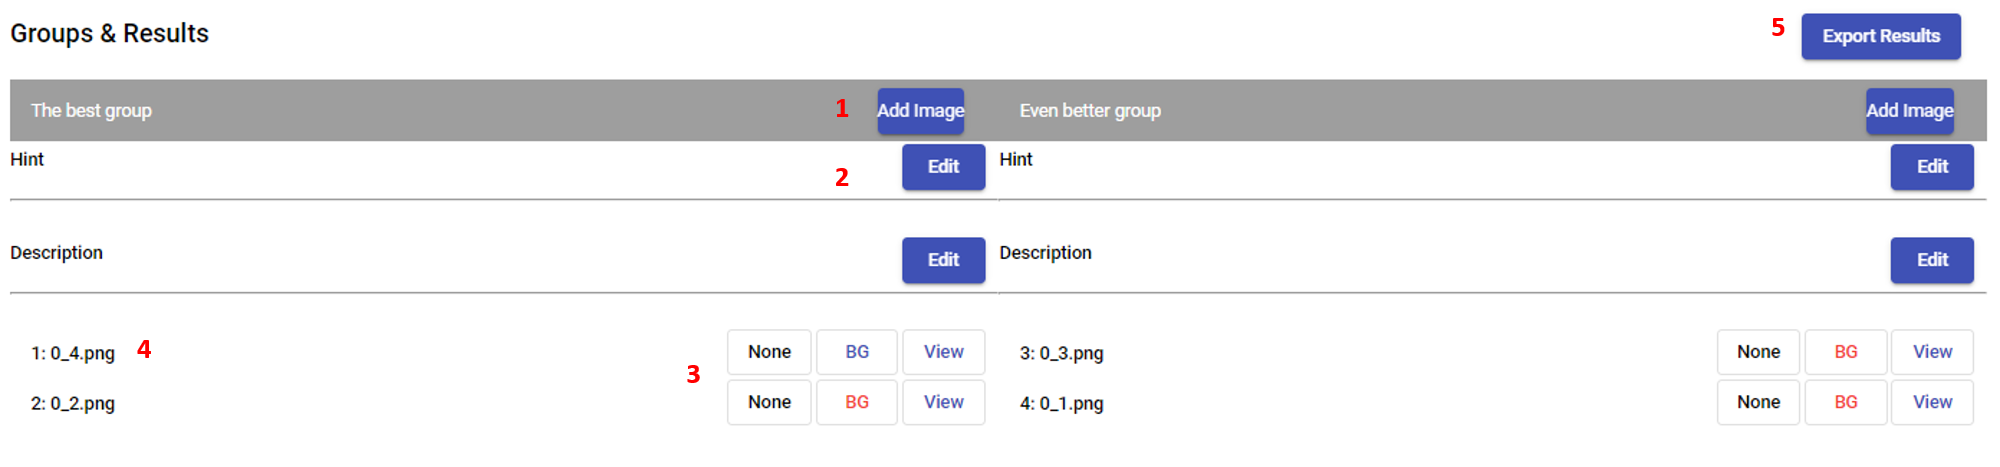 Groups & Results
5 Export Results
The best group 1 Add Image Even better group Add Image
Hint 2 Edit Hint Edit
Description Edit Description Edit
1: 0_4.png 4 None BG View 3: 0_3.png None BG View
3
2: 0_2.png None BG View 4: 0_1.png None BG View